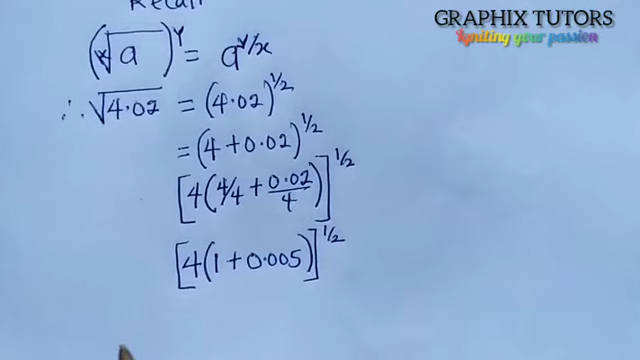 Recall
GRAPHIX TUTORS
Igniting your passion
(ˣ√a)ʸ = a^(y/x)
∴ √4.02 = (4.02)^(1/2)
= (4 + 0.02)^(1/2)
[4(4/4 + 0.02/4)]^(1/2)
[4(1 + 0.005)]^(1/2)